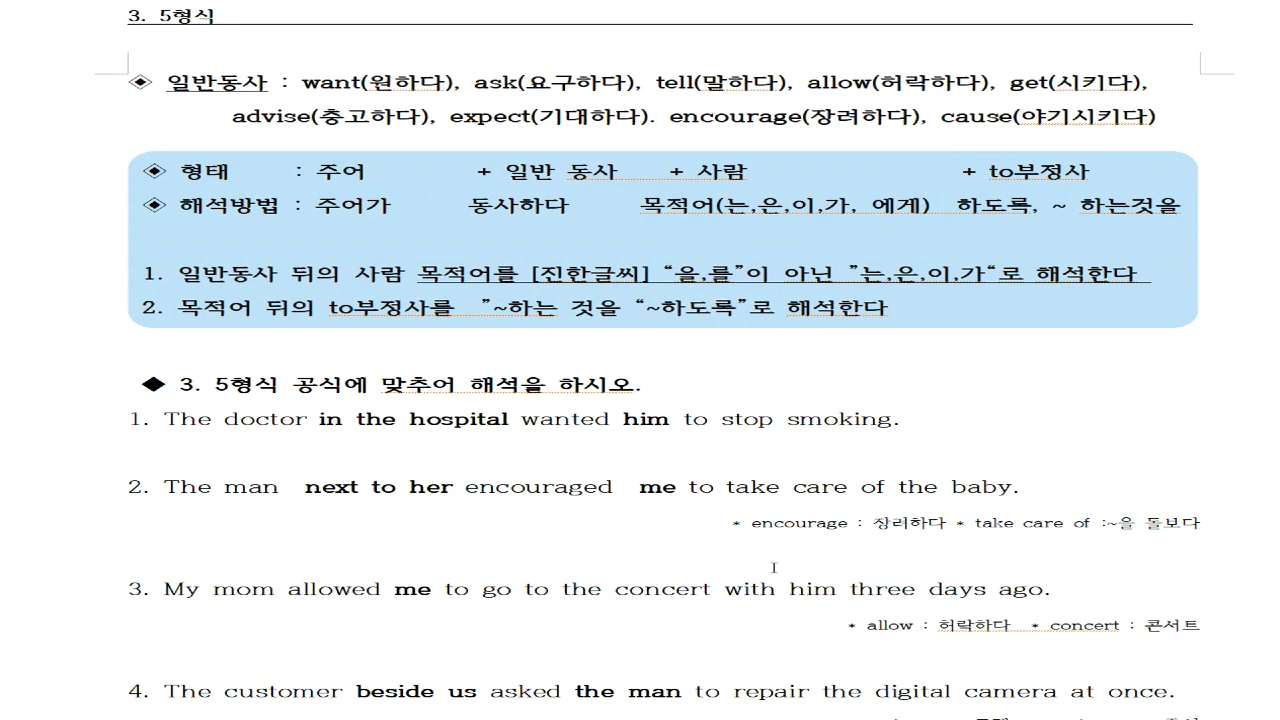 3. 5형식
◈ 일반동사 : want(원하다), ask(요구하다), tell(말하다), allow(허락하다), get(시키다),
advise(충고하다), expect(기대하다). encourage(장려하다), cause(야기시키다)
◈ 형태 : 주어 + 일반 동사 + 사람 + to부정사
◈ 해석방법 : 주어가 동사하다 목적어(는,은,이,가, 에게) 하도록, ~ 하는것을
1. 일반동사 뒤의 사람 목적어를 [진한글씨] “을,를”이 아닌 ”는,은,이,가“로 해석한다
2. 목적어 뒤의 to부정사를 ”~하는 것을 “~하도록”로 해석한다
◆ 3. 5형식 공식에 맞추어 해석을 하시오.
1. The doctor in the hospital wanted him to stop smoking.
2. The man next to her encouraged me to take care of the baby.
* encourage : 장려하다 * take care of :~을 돌보다
3. My mom allowed me to go to the concert with him three days ago.
* allow : 허락하다 * concert : 콘서트
4. The customer beside us asked the man to repair the digital camera at once.